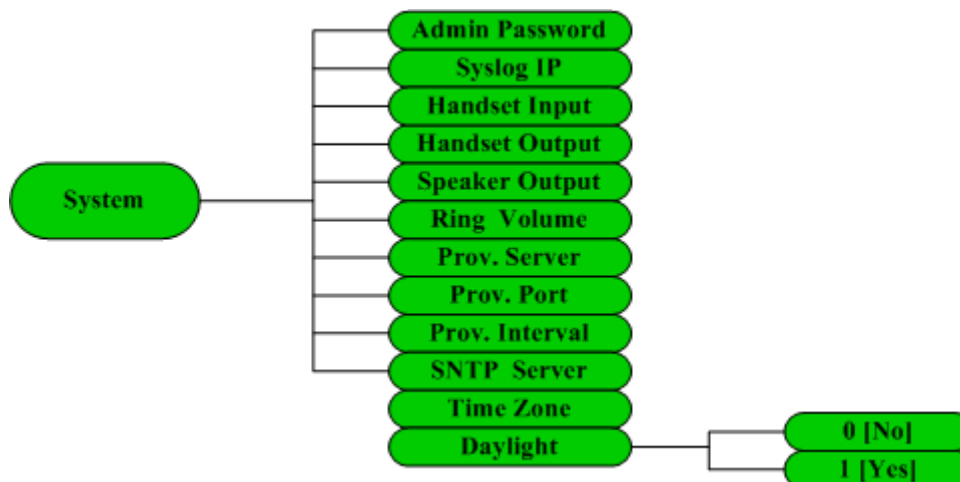 System
Admin Password
Syslog IP
Handset Input
Handset Output
Speaker Output
Ring Volume
Prov. Server
Prov. Port
Prov. Interval
SNTP Server
Time Zone
Daylight
0 [No]
1 [Yes]